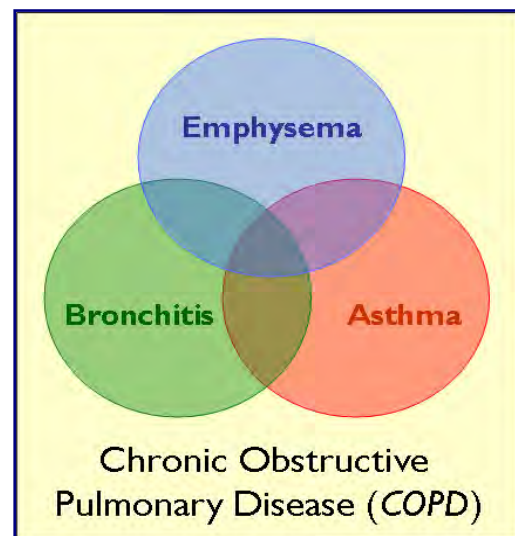 Emphysema
Bronchitis
Asthma
Chronic Obstructive
Pulmonary Disease (COPD)